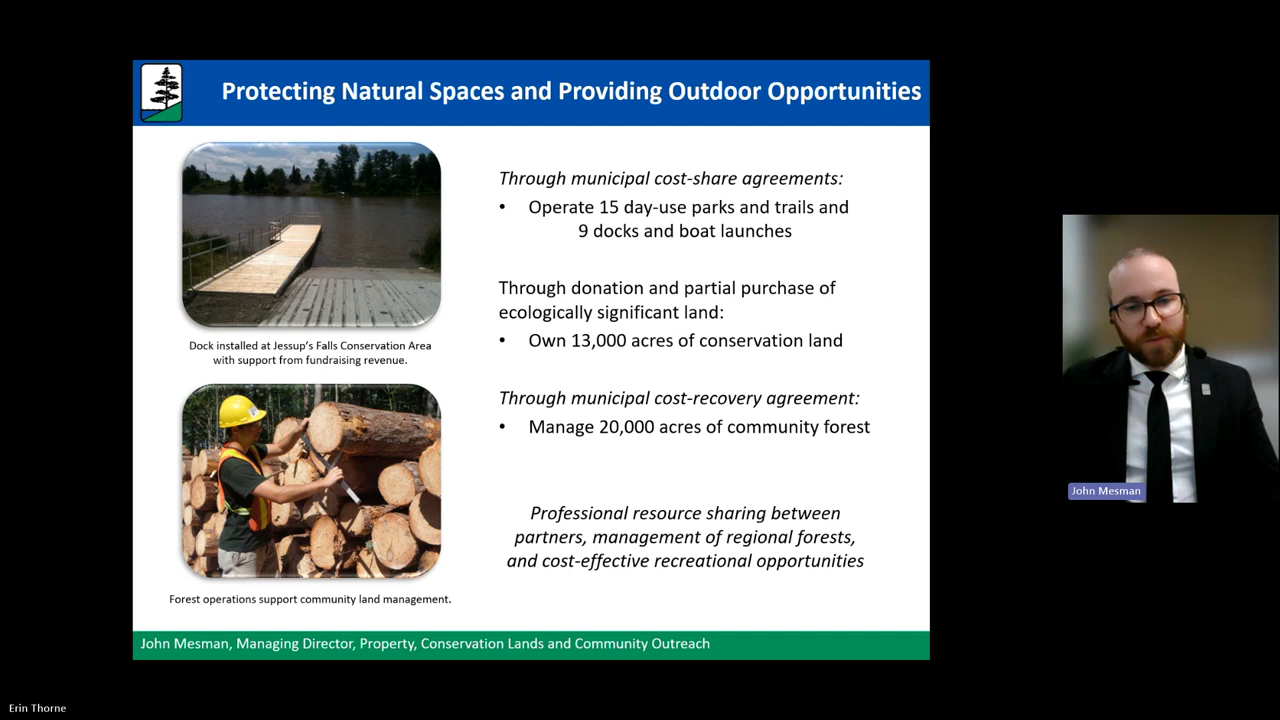 Protecting Natural Spaces and Providing Outdoor Opportunities
Dock installed at Jessup's Falls Conservation Area
with support from fundraising revenue.
Forest operations support community land management.
Through municipal cost-share agreements:
• Operate 15 day-use parks and trails and
9 docks and boat launches
Through donation and partial purchase of
ecologically significant land:
• Own 13,000 acres of conservation land
Through municipal cost-recovery agreement:
• Manage 20,000 acres of community forest
Professional resource sharing between
partners, management of regional forests,
and cost-effective recreational opportunities
John Mesman, Managing Director, Property, Conservation Lands and Community Outreach
John Mesman
Erin Thorne